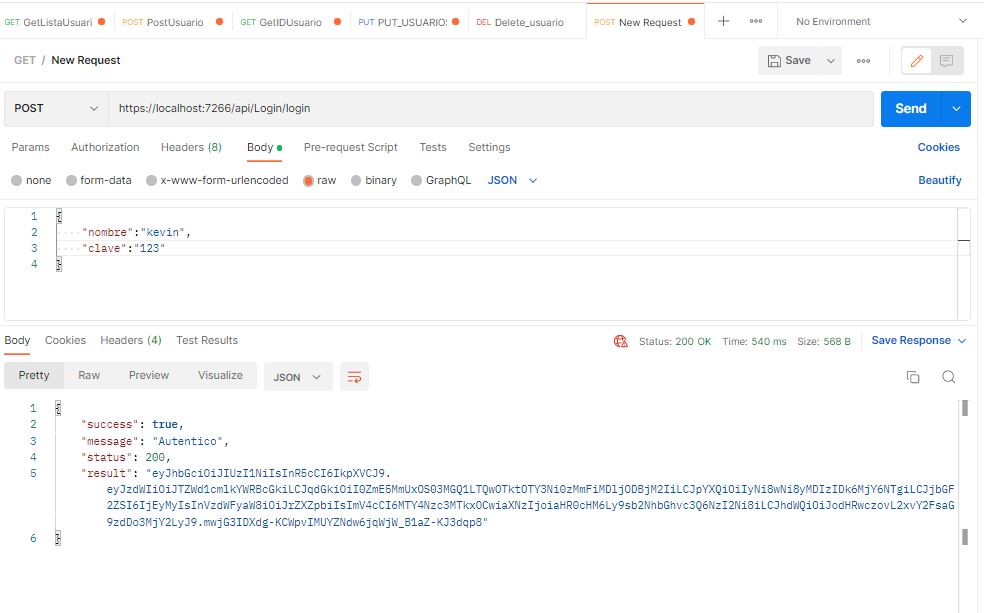 GET GetListaUsuari POST PostUsuario GET GetIDUsuario PUT PUT_USUARIO: DEL Delete_usuario POST New Request No Environment
GET / New Request Save
POST https://localhost:7266/api/Login/login Send
Params Authorization Headers (8) Body Pre-request Script Tests Settings Cookies
none form-data x-www-form-urlencoded raw binary GraphQL JSON Beautify
1 {
2 "nombre":"kevin",
3 "clave":"123"
4 }
Body Cookies Headers (4) Test Results Status: 200 OK Time: 540 ms Size: 568 B Save Response
Pretty Raw Preview Visualize JSON
1 {
2 "success": true,
3 "message": "Autentico",
4 "status": 200,
5 "result": "eyJhbGciOiJIUzI1NiIsInR5cCI6IkpXVCJ9.
eyJzdWIiOiJTZWd1cmlkYWRBcGkiLCJqdGkiOiI0ZmE5MmUxOS03MGQ1LTQwOTktOTY3Ni0zMmFiMDljODBjM2IiLCJpYXQiOiIyNi8wNi8yMDIzIDk6MjY6NTgiLCJjbGF
2ZSI6IjEyMyIsInVzdWFyaW8iOiJrZXZpbiIsImV4cCI6MTY4Nzc3MTkxOCwiaXNzIjoiaHR0cHM6Ly9sb2NhbGhvc3Q6NzI2Ni8iLCJhdWQiOiJodHRwczovL2xvY2FsaG
9zdDo3MjY2LyJ9.mwjG3IDXdg-KCWpvIMUYZNdw6jqWjW_B1aZ-KJ3dqp8"
6 }